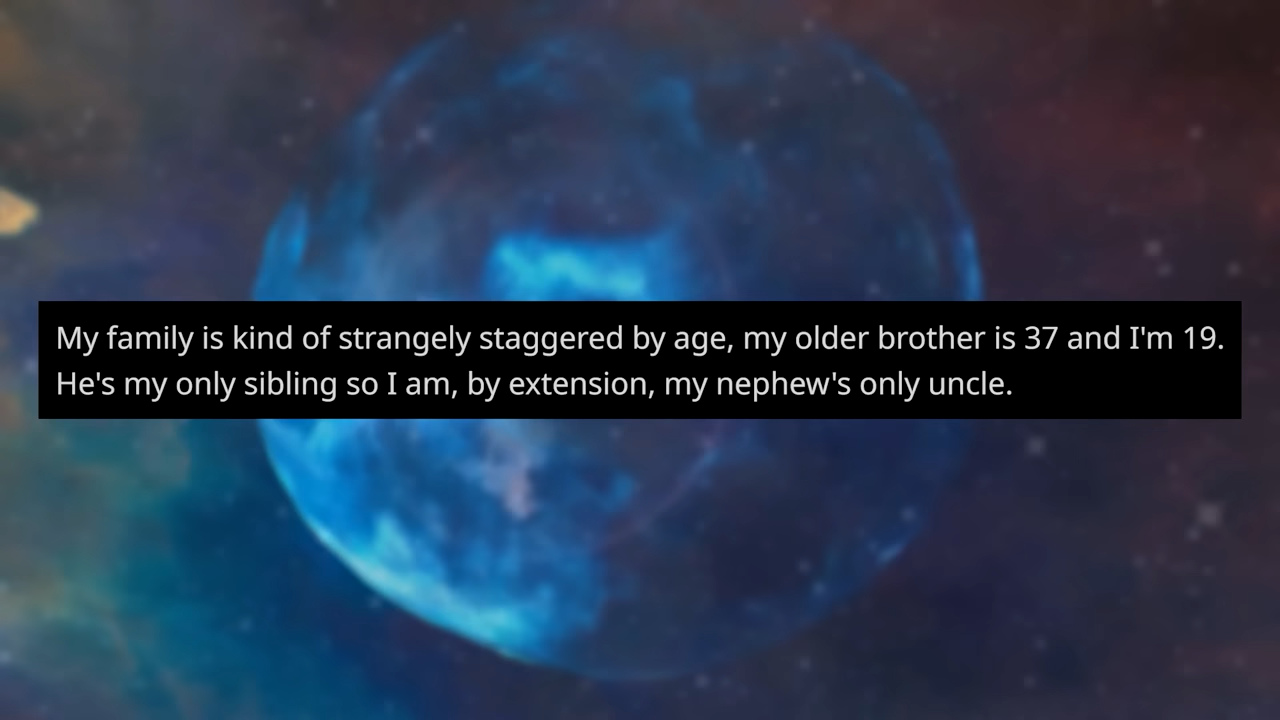 My family is kind of strangely staggered by age, my older brother is 37 and I'm 19.
He's my only sibling so I am, by extension, my nephew's only uncle.